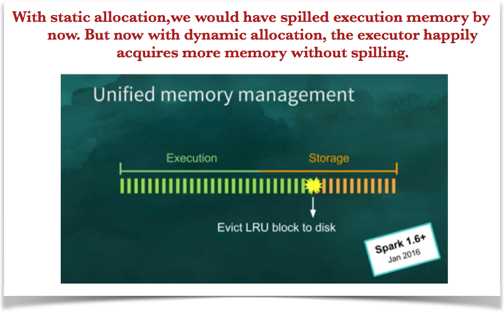 With static allocation,we would have spilled execution memory by
now. But now with dynamic allocation, the executor happily
acquires more memory without spilling.
Unified memory management
Execution
Storage
Evict LRU block to disk
Spark 1.6+
Jan 2016